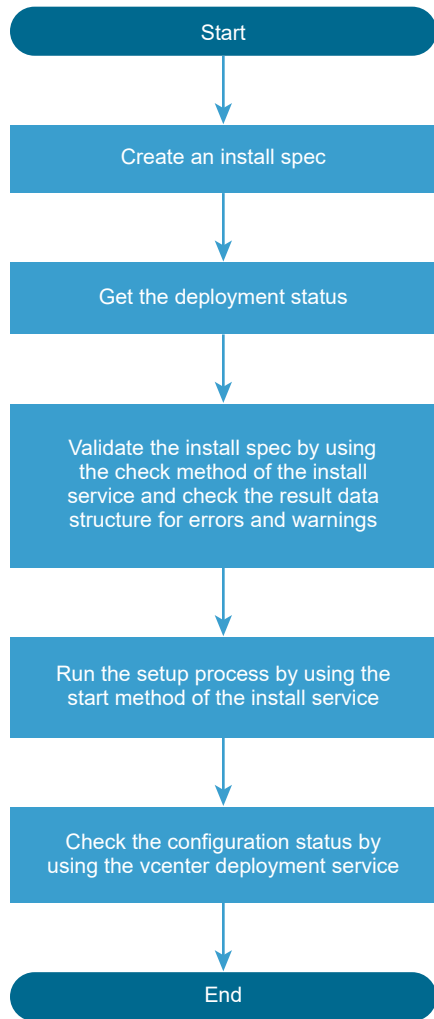 Start
Create an install spec
Get the deployment status
Validate the install spec by using
the check method of the install
service and check the result data
structure for errors and warnings
Run the setup process by using the
start method of the install service
Check the configuration status by
using the vcenter deployment service
End